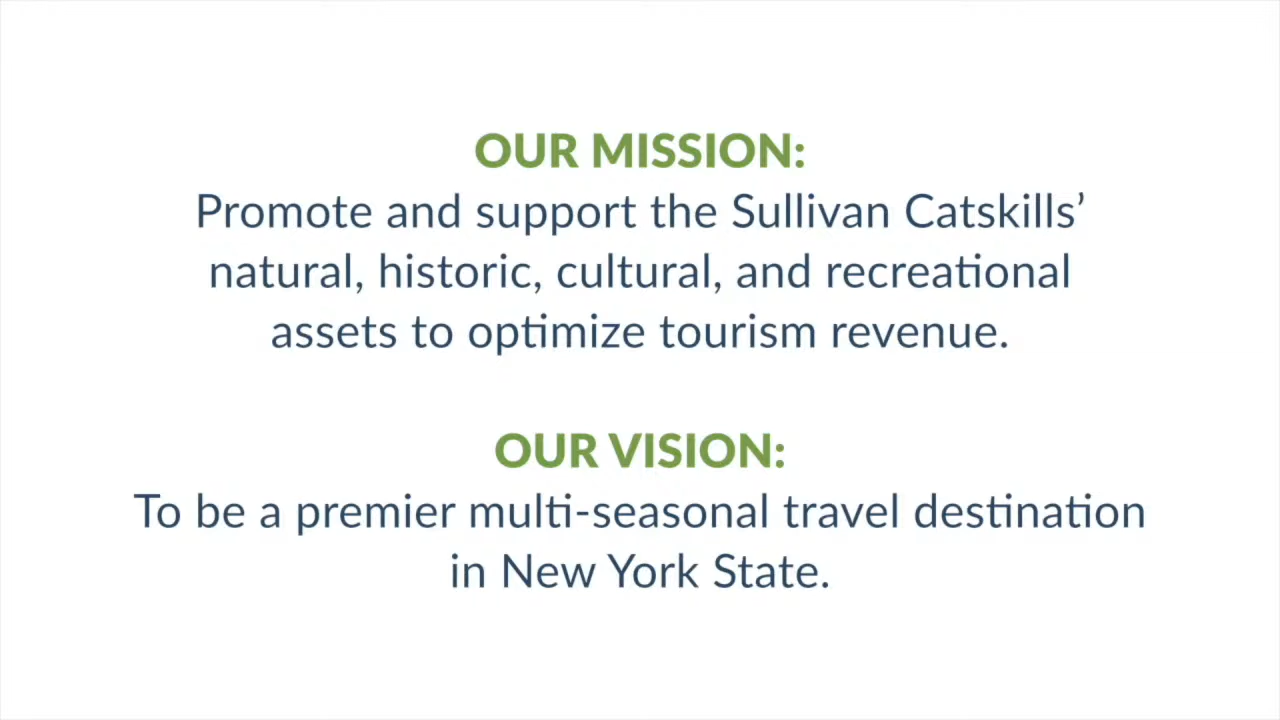 OUR MISSION:
Promote and support the Sullivan Catskills’
natural, historic, cultural, and recreational
assets to optimize tourism revenue.
OUR VISION:
To be a premier multi-seasonal travel destination
in New York State.